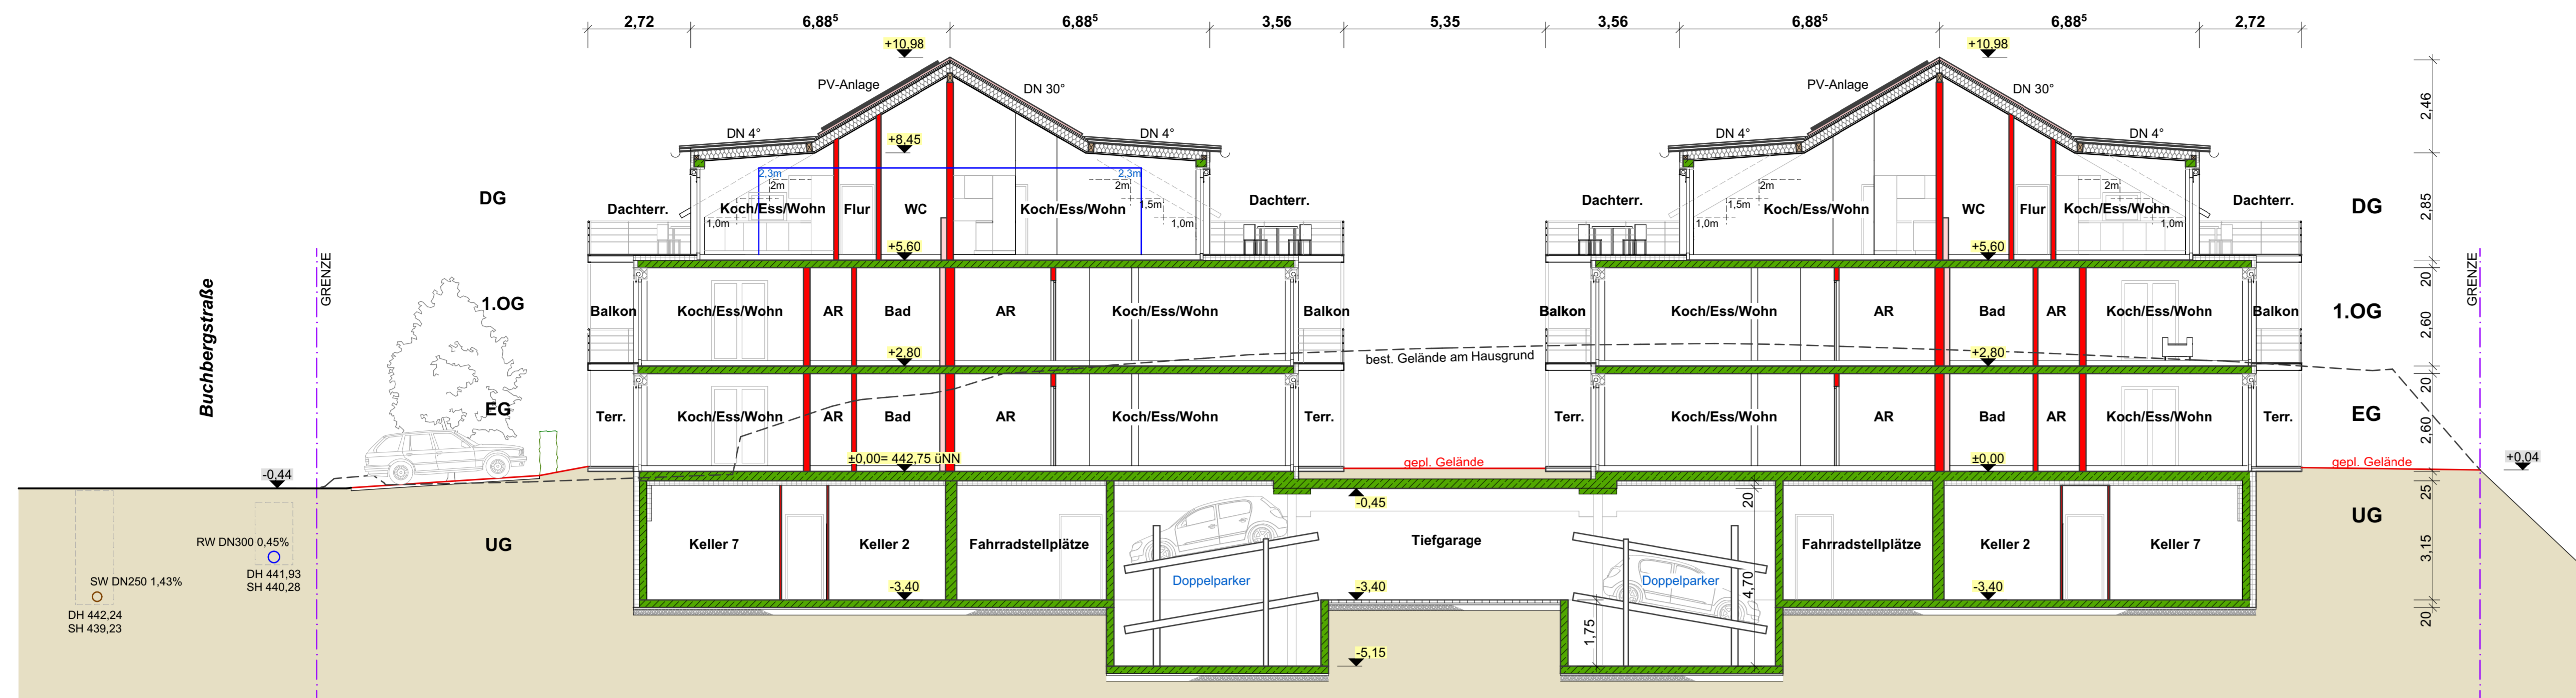 2,72 6,88⁵ 6,88⁵ 3,56 5,35 3,56 6,88⁵ 6,88⁵ 2,72
+10,98 +10,98
PV-Anlage DN 30° PV-Anlage DN 30°
2,46
DN 4° +8,45 DN 4° DN 4° DN 4°
2,3m 2,3m
2m 2m 2m 2m
1,5m 1,5m
DG Dachterr. Koch/Ess/Wohn Flur WC Koch/Ess/Wohn Dachterr. Dachterr. Koch/Ess/Wohn WC Flur Koch/Ess/Wohn Dachterr. DG
2,85
1,0m 1,0m 1,0m 1,0m
+5,60 +5,60
GRENZE GRENZE
20
Buchbergstraße
1.OG Balkon Koch/Ess/Wohn AR Bad AR Koch/Ess/Wohn Balkon Balkon Koch/Ess/Wohn AR Bad AR Koch/Ess/Wohn Balkon 1.OG
2,60
+2,80 best. Gelände am Hausgrund +2,80
20
EG Terr. Koch/Ess/Wohn AR Bad AR Koch/Ess/Wohn Terr. Terr. Koch/Ess/Wohn AR Bad AR Koch/Ess/Wohn Terr. EG
2,60
±0,00= 442,75 üNN gepl. Gelände ±0,00 gepl. Gelände +0,04
-0,44
-0,45 20 25
UG Keller 7 Keller 2 Fahrradstellplätze Tiefgarage Fahrradstellplätze Keller 2 Keller 7 UG
RW DN300 0,45%
3,15
DH 441,93
SH 440,28
SW DN250 1,43%
Doppelparker Doppelparker
-3,40 -3,40 4,70 -3,40
DH 442,24
SH 439,23
20
1,75
-5,15